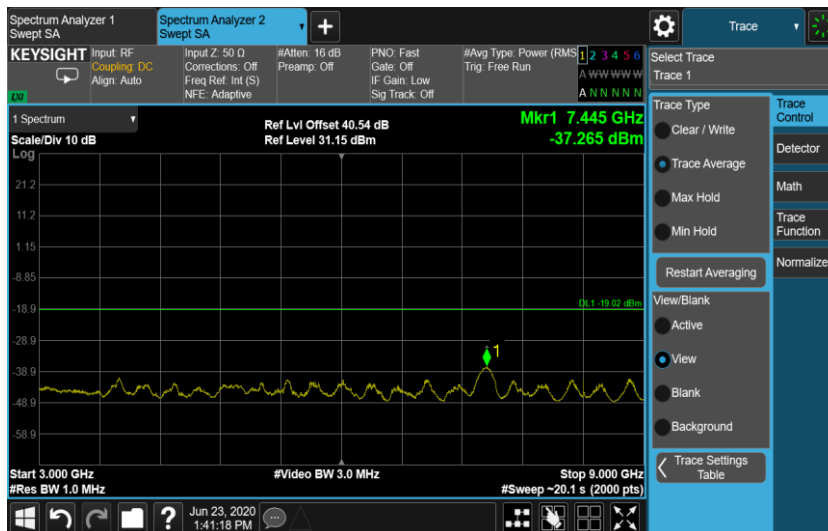 Spectrum Analyzer 1
Swept SA
Spectrum Analyzer 2
Swept SA
Trace
KEYSIGHT
Input: RF
Coupling: DC
Align: Auto
Input Z: 50 Ω
Corrections: Off
Freq Ref: Int (S)
NFE: Adaptive
#Atten: 16 dB
Preamp: Off
PNO: Fast
Gate: Off
IF Gain: Low
Sig Track: Off
#Avg Type: Power (RMS
Trig: Free Run
1 2 3 4 5 6
A W W W W W
A N N N N N
LXI
Select Trace
Trace 1
1 Spectrum
Scale/Div 10 dB
Ref Lvl Offset 40.54 dB
Ref Level 31.15 dBm
Mkr1 7.445 GHz
-37.265 dBm
Log
21.2
11.2
1.15
-8.85
-18.9
-28.9
-38.9
-48.9
-58.9
DL1 -19.02 dBm
1
Start 3.000 GHz
#Res BW 1.0 MHz
#Video BW 3.0 MHz
Stop 9.000 GHz
#Sweep ~20.1 s (2000 pts)
Trace Type
Clear / Write
Trace Average
Max Hold
Min Hold
Restart Averaging
View/Blank
Active
View
Blank
Background
Trace Settings
Table
Trace
Control
Detector
Math
Trace
Function
Normalize
?
Jun 23, 2020
1:41:18 PM